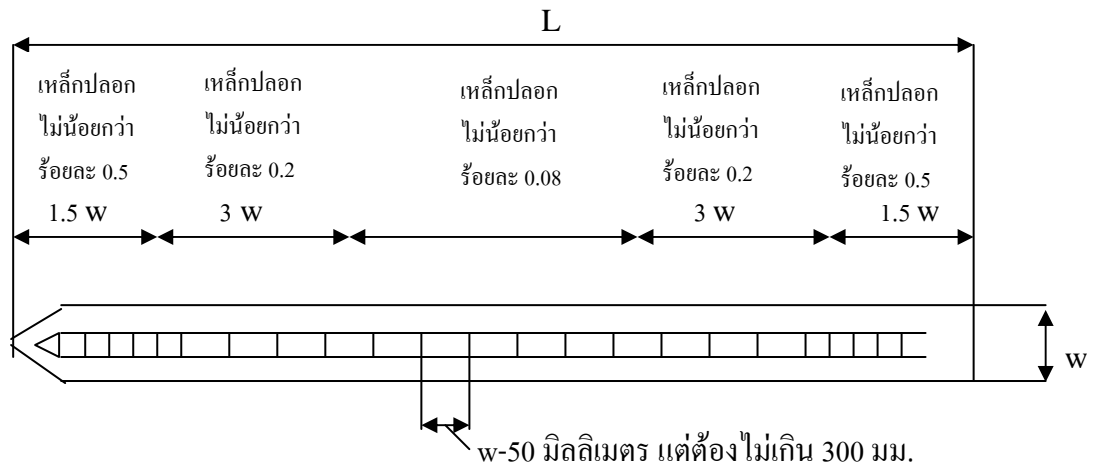 L
เหล็กปลอก
ไม่น้อยกว่า
ร้อยละ 0.5
1.5 w
เหล็กปลอก
ไม่น้อยกว่า
ร้อยละ 0.2
3 w
เหล็กปลอก
ไม่น้อยกว่า
ร้อยละ 0.08
เหล็กปลอก
ไม่น้อยกว่า
ร้อยละ 0.2
3 w
เหล็กปลอก
ไม่น้อยกว่า
ร้อยละ 0.5
1.5 w
w
w-50 มิลลิเมตร แต่ต้องไม่เกิน 300 มม.